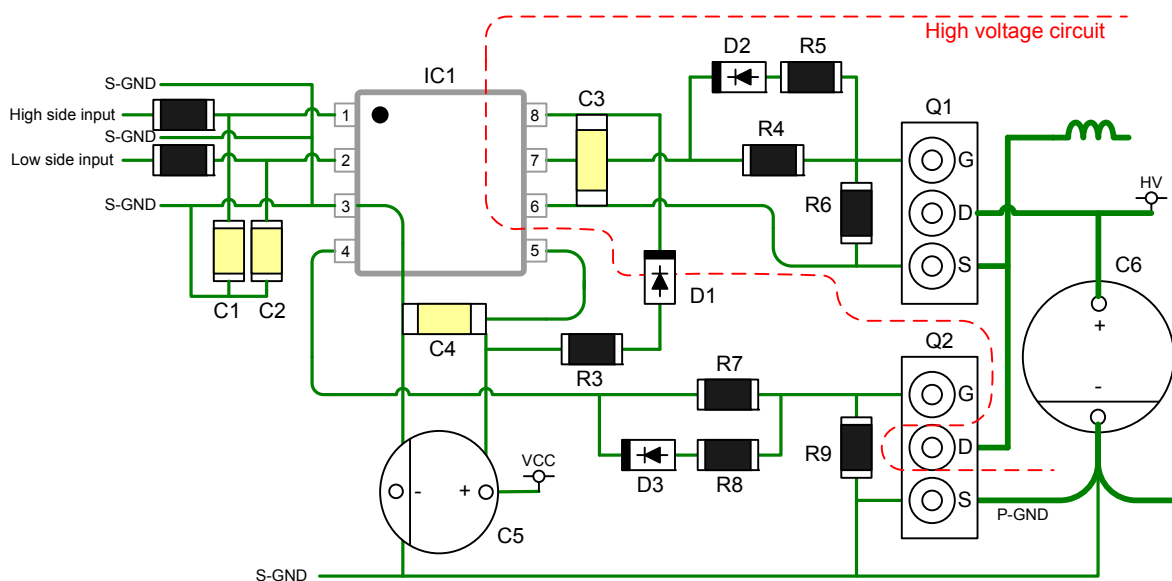 High voltage circuit
D2
R5
S-GND
IC1
C3
Q1
High side input
1
8
S-GND
R4
Low side input
2
7
G
HV
S-GND
3
6
R6
D
4
5
S
C6
C1
C2
D1
+
C4
R3
Q2
R7
-
G
R9
D
VCC
D3
R8
-
+
S
C5
P-GND
S-GND